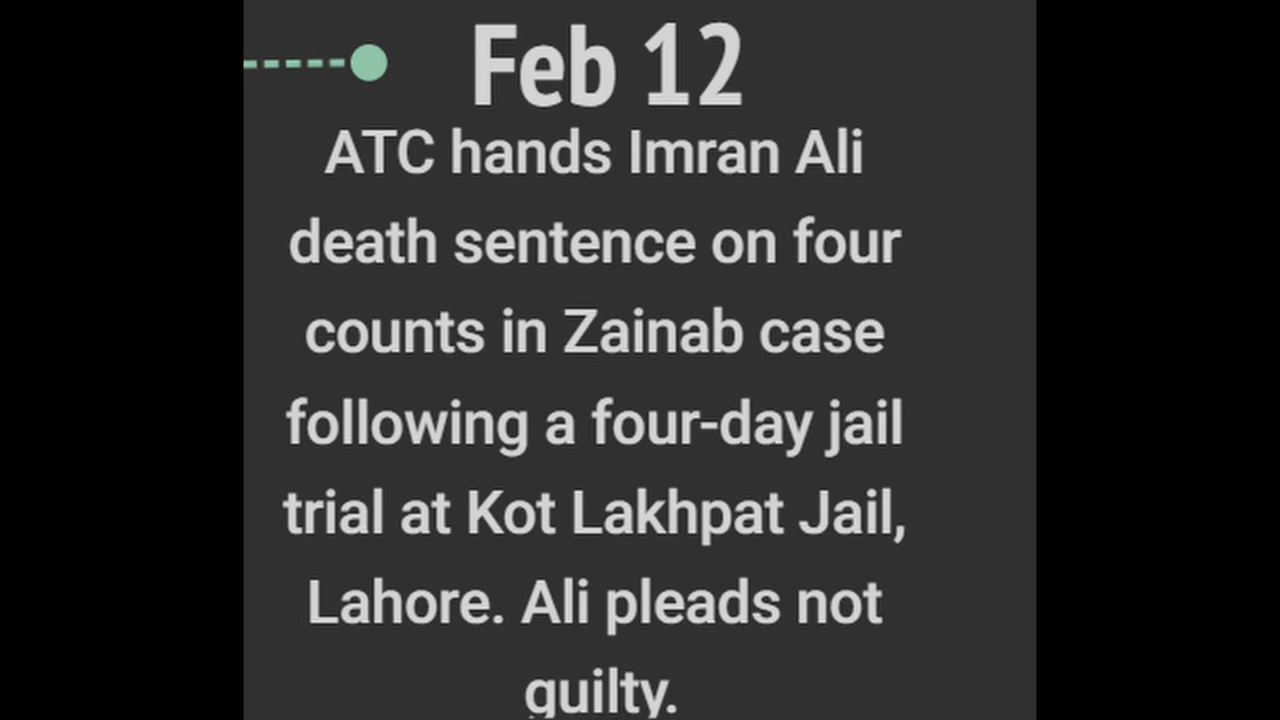 Feb 12
ATC hands Imran Ali
death sentence on four
counts in Zainab case
following a four-day jail
trial at Kot Lakhpat Jail,
Lahore. Ali pleads not
guilty.